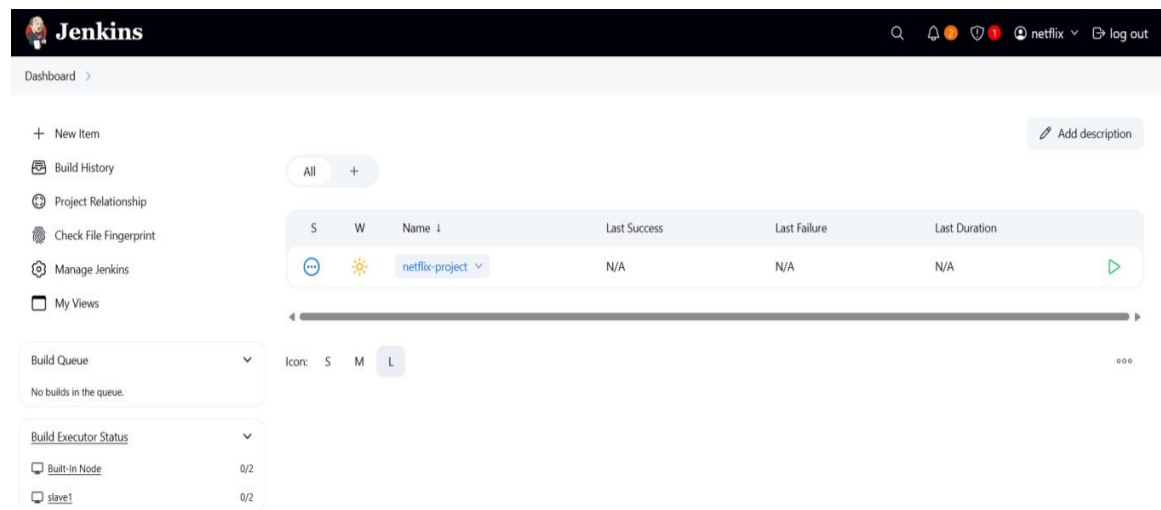 Jenkins
2 1 netflix log out
Dashboard
New Item
Add description
Build History
All +
Project Relationship
Check File Fingerprint
S W Name ↓ Last Success Last Failure Last Duration
Manage Jenkins
netflix-project N/A N/A N/A
My Views
Build Queue
Icon: S M L
No builds in the queue.
Build Executor Status
Built-In Node 0/2
slave1 0/2